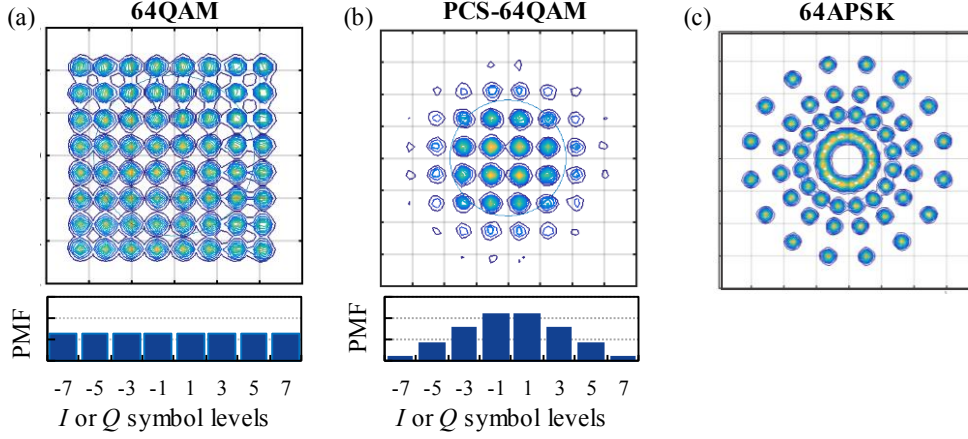 (a) 64QAM
(b) PCS-64QAM
(c) 64APSK
PMF
-7 -5 -3 -1 1 3 5 7
I or Q symbol levels
PMF
-7 -5 -3 -1 1 3 5 7
I or Q symbol levels